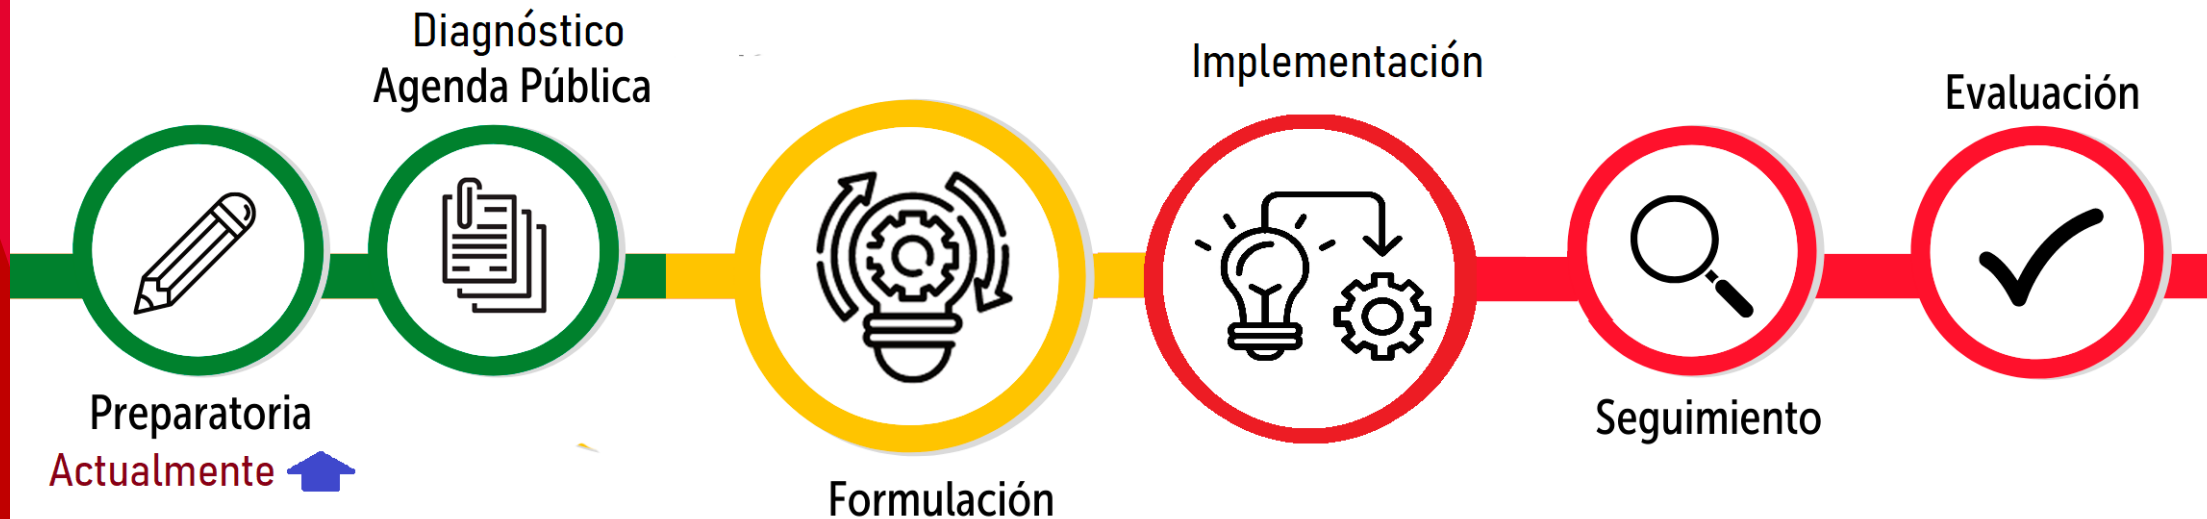 Diagnóstico
Agenda Pública
Implementación
Evaluación
Preparatoria
Actualmente
Seguimiento
Formulación